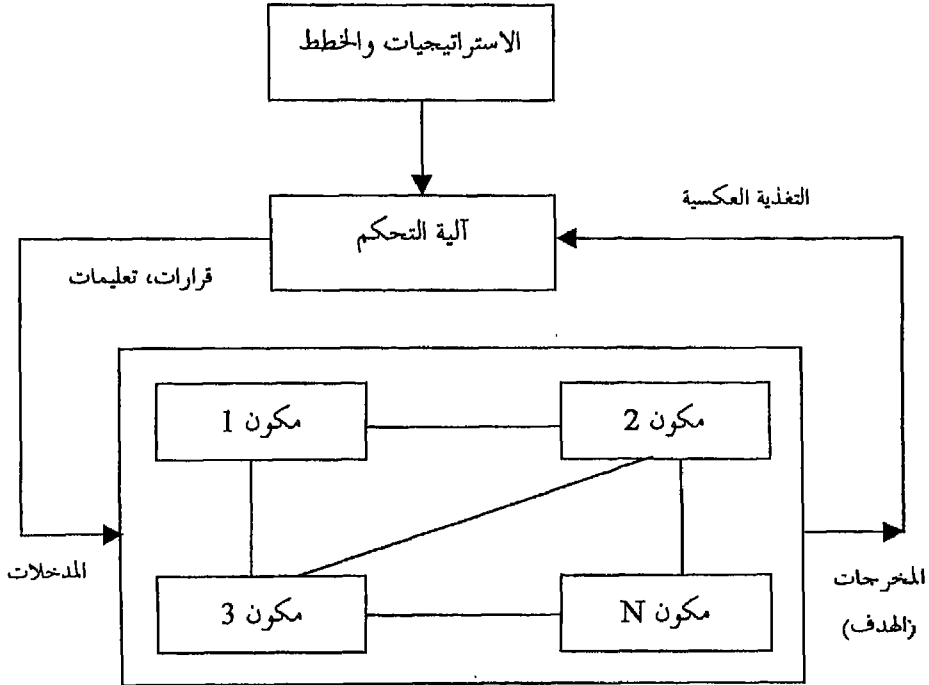 الاستراتيجيات والخطط
التغذية العكسية
آلية التحكم
قرارات، تعليمات
مكون 1
مكون 2
المدخلات
المخرجات
(الهدف)
مكون 3
مكون N